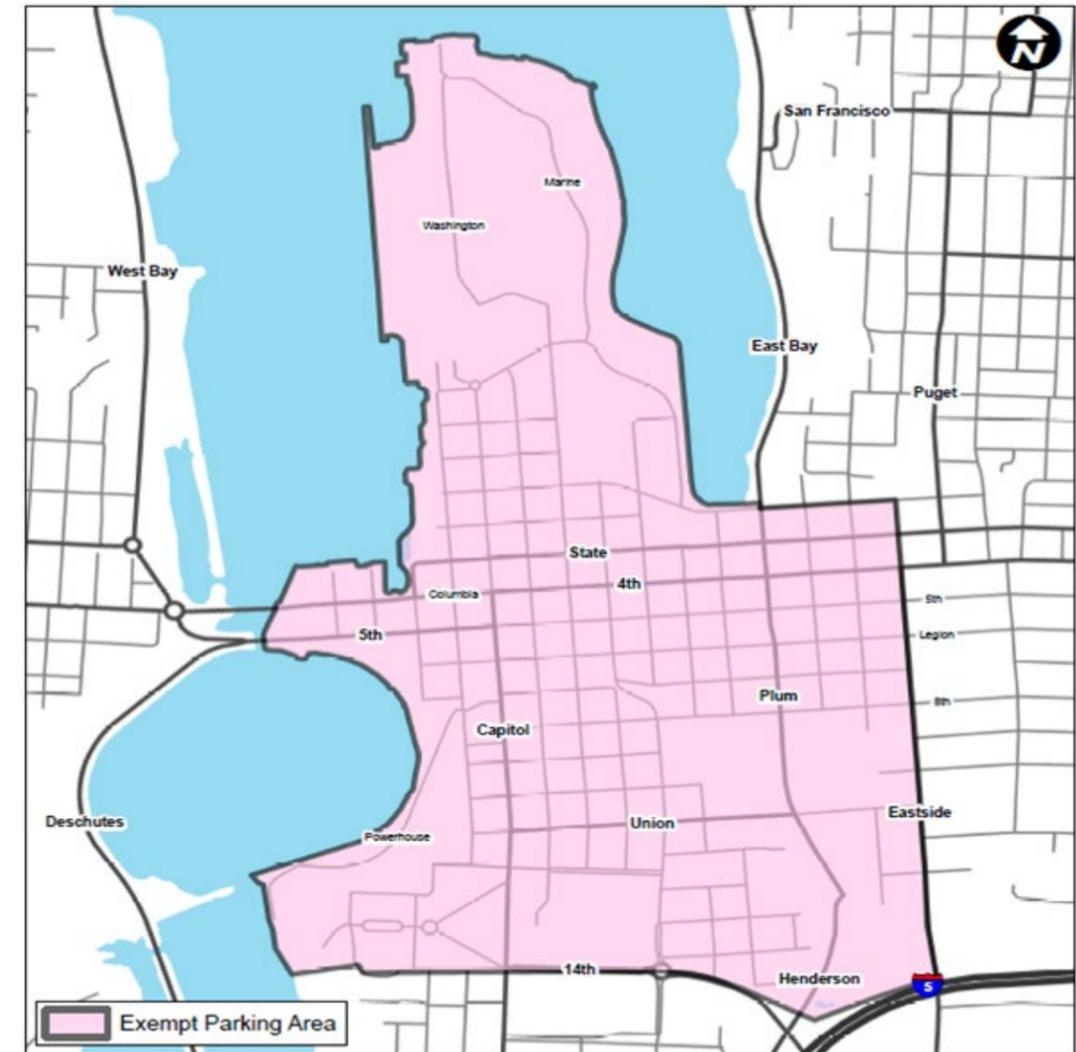 N
San Francisco
Marine
Washington
West Bay
East Bay
Puget
State
4th
Columbia
5th
5th
Legion
Plum
8th
Capitol
Eastside
Deschutes
Union
Powerhouse
14th
Henderson
5
Exempt Parking Area